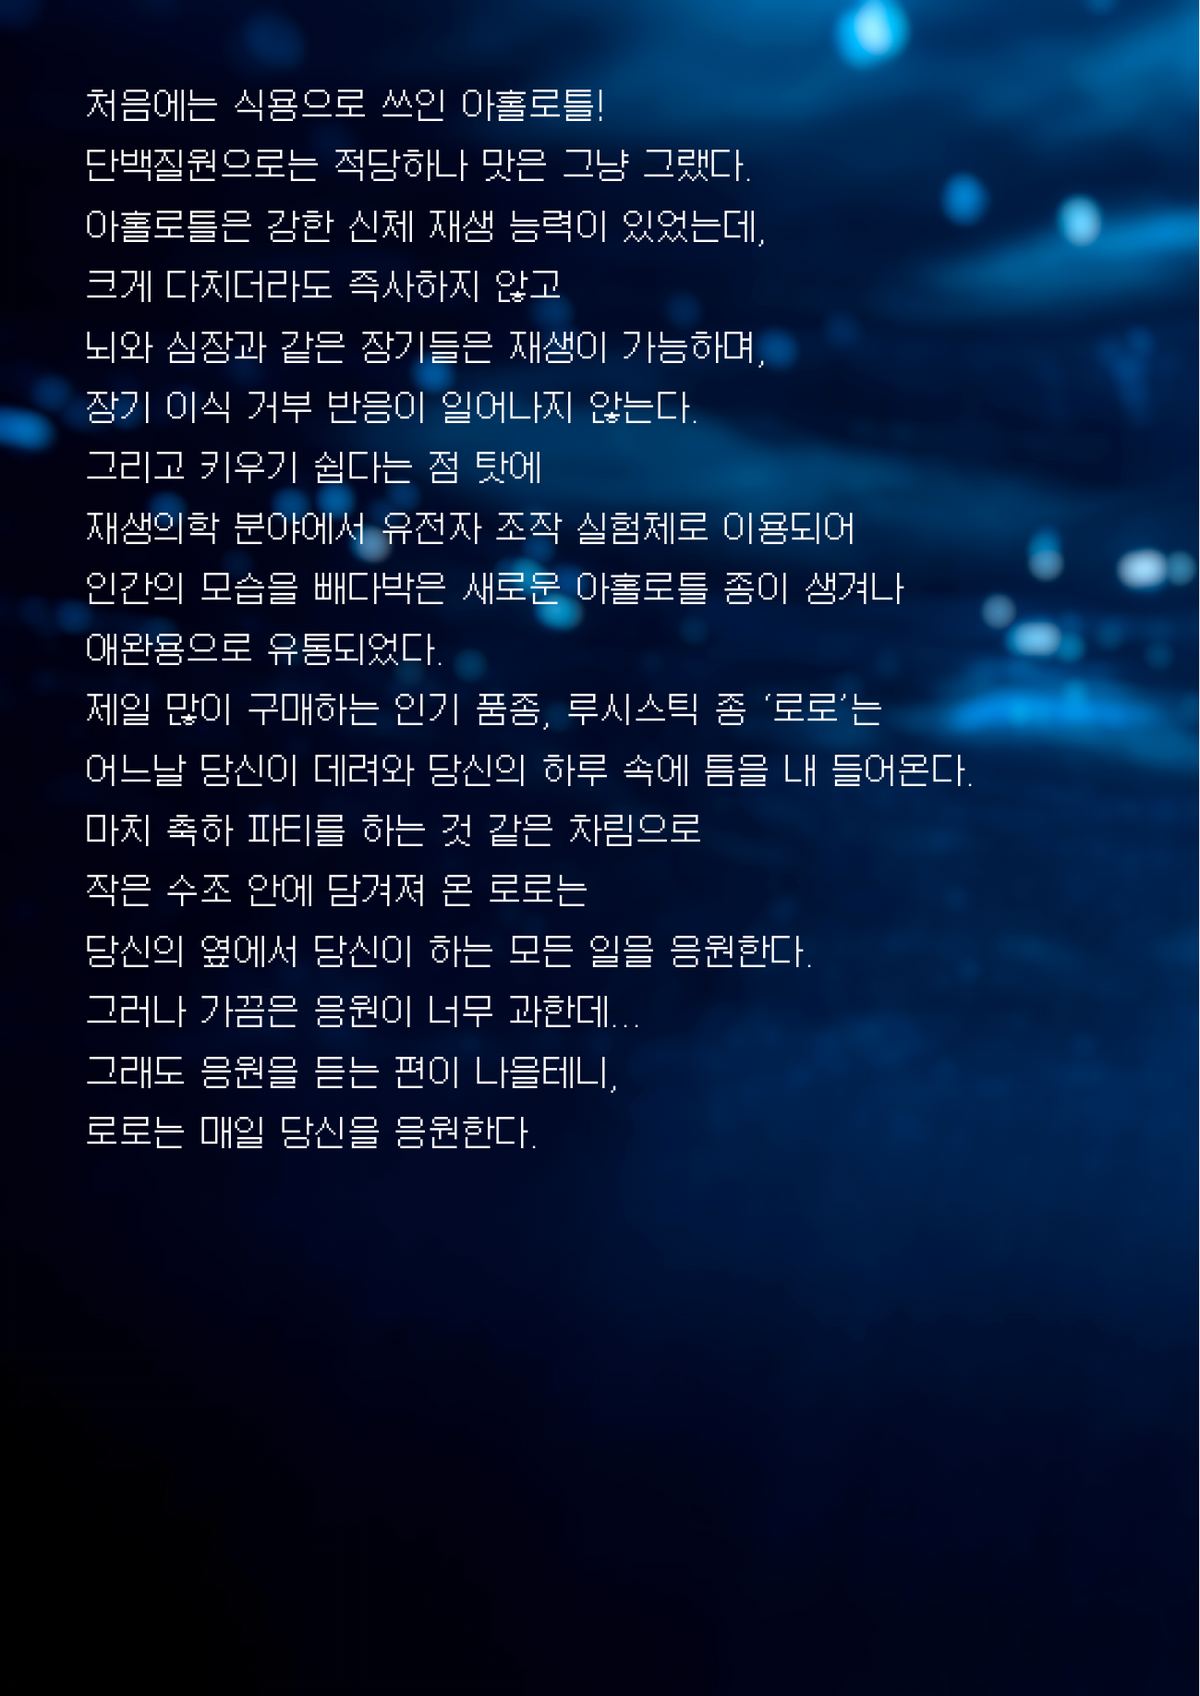 처음에는 식용으로 쓰인 아홀로틀!
단백질원으로는 적당하나 맛은 그냥 그랬다.
아홀로틀은 강한 신체 재생 능력이 있었는데,
크게 다치더라도 즉사하지 않고
뇌와 심장과 같은 장기들은 재생이 가능하며,
장기 이식 거부 반응이 일어나지 않는다.
그리고 키우기 쉽다는 점 탓에
재생의학 분야에서 유전자 조작 실험체로 이용되어
인간의 모습을 빼다박은 새로운 아홀로틀 종이 생겨나
애완용으로 유통되었다.
제일 많이 구매하는 인기 품종, 루시스틱 종 ‘로로’는
어느날 당신이 데려와 당신의 하루 속에 틈을 내 들어온다.
마치 축하 파티를 하는 것 같은 차림으로
작은 수조 안에 담겨져 온 로로는
당신의 옆에서 당신이 하는 모든 일을 응원한다.
그러나 가끔은 응원이 너무 과한데...
그래도 응원을 듣는 편이 나을테니,
로로는 매일 당신을 응원한다.